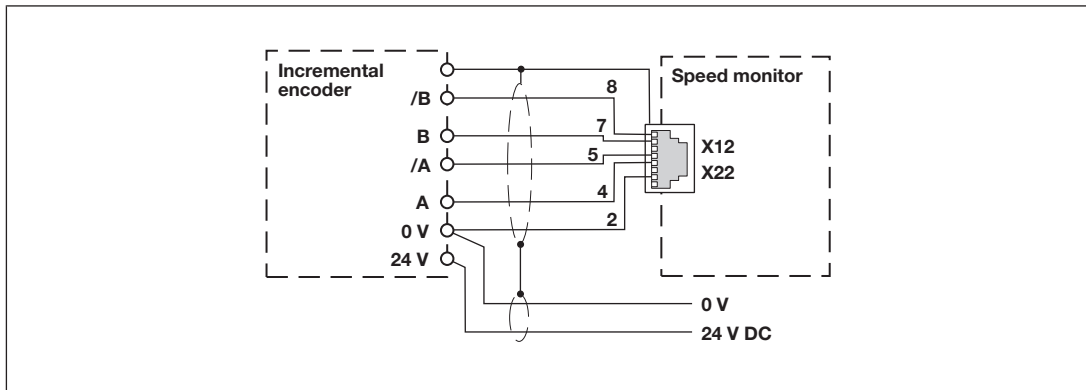 Incremental
encoder
Speed monitor
/B
8
B
7
/A
5
A
4
0 V
2
24 V
X12
X22
0 V
24 V DC